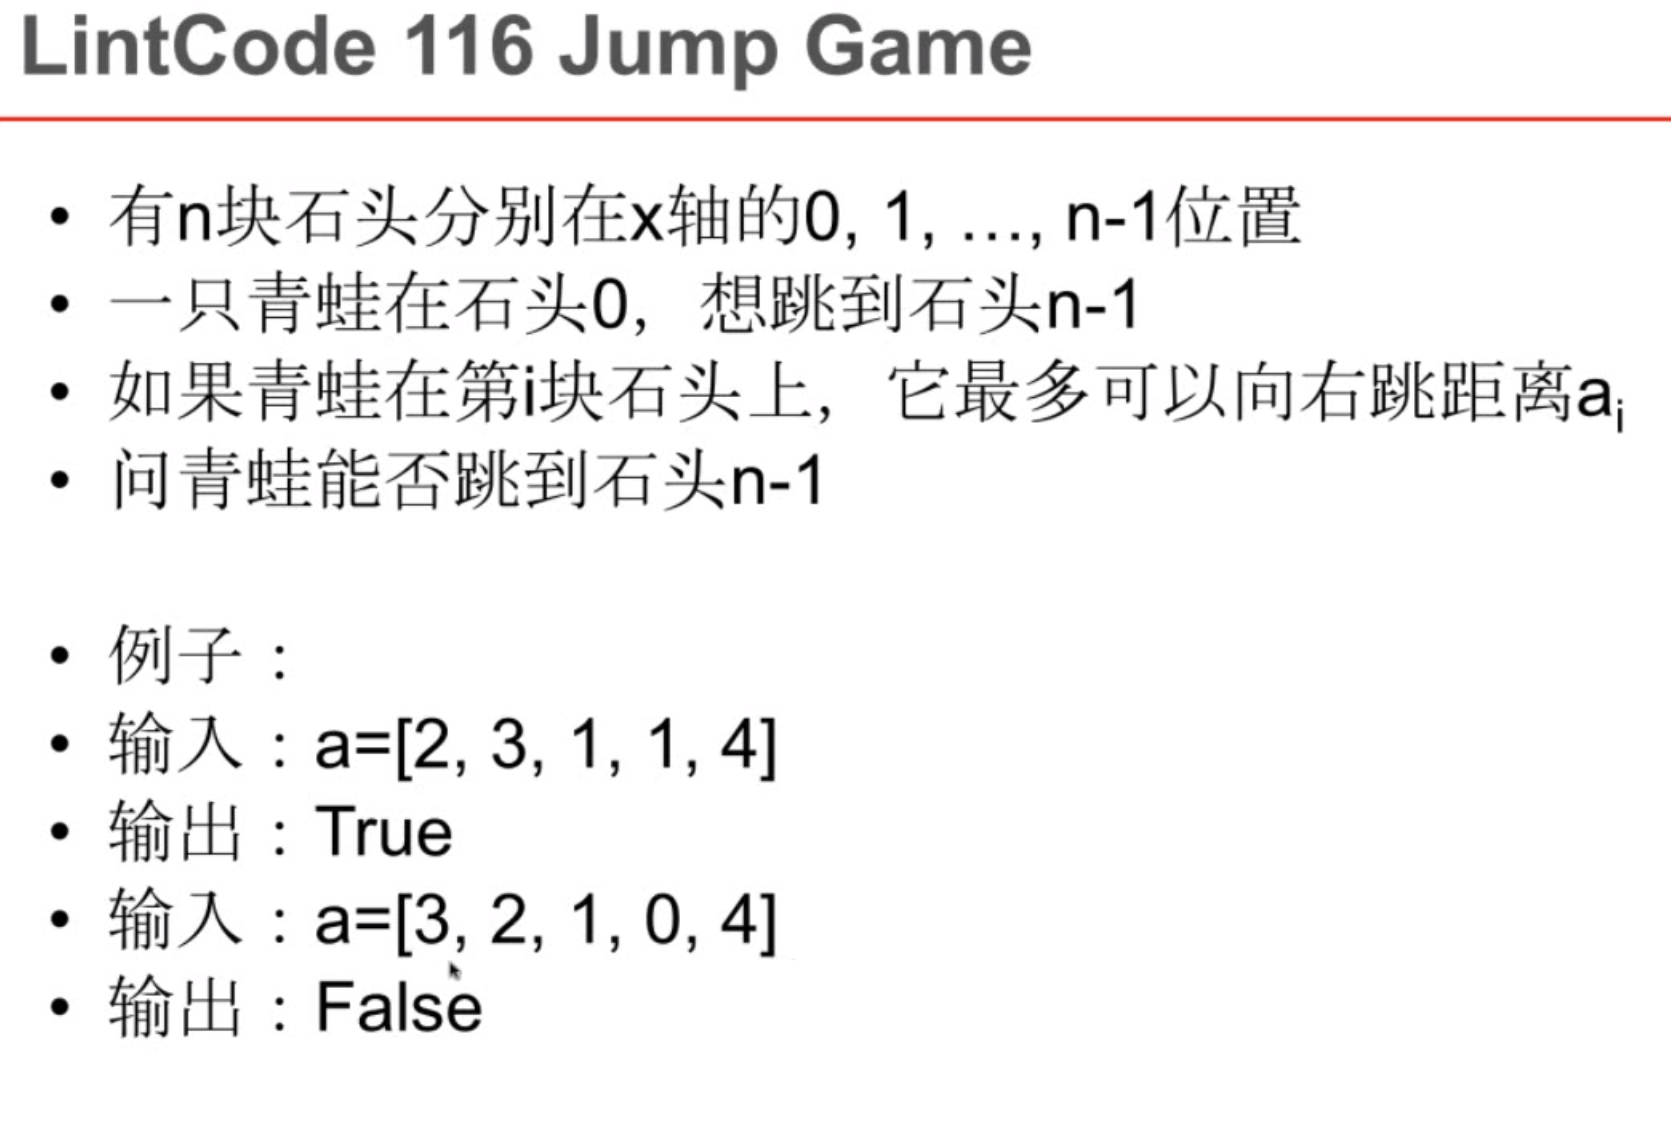 LintCode 116 Jump Game
• 有n块石头分别在x轴的0, 1, …, n-1位置
• 一只青蛙在石头0，想跳到石头n-1
• 如果青蛙在第i块石头上，它最多可以向右跳距离aᵢ
• 问青蛙能否跳到石头n-1
• 例子：
• 输入：a=[2, 3, 1, 1, 4]
• 输出：True
• 输入：a=[3, 2, 1, 0, 4]
• 输出：False